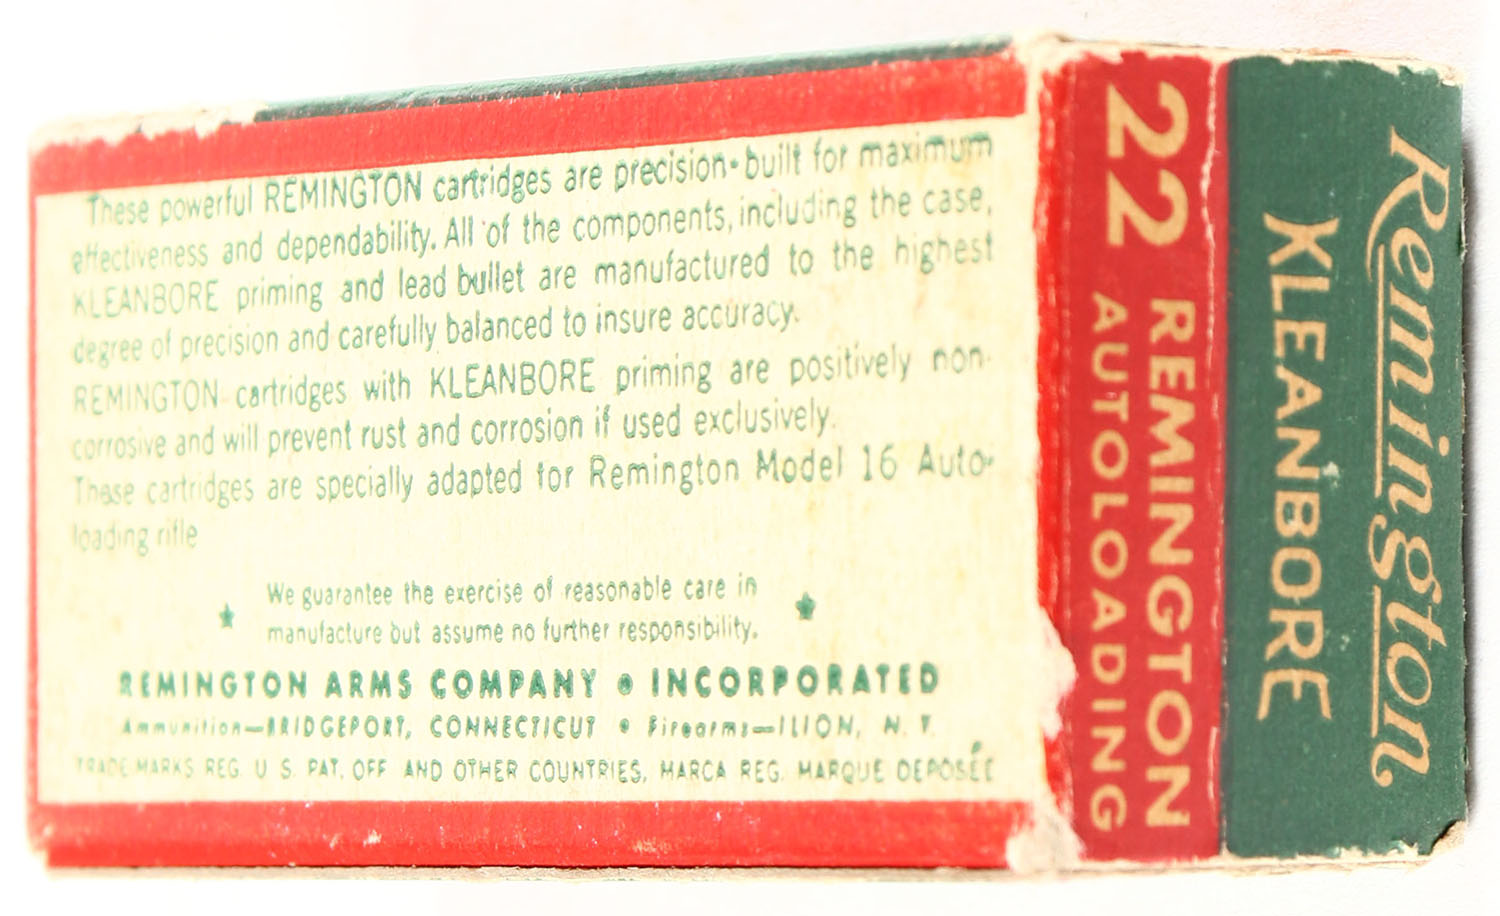 These powerful REMINGTON cartridges are precision-built for maximum
effectiveness and dependability. All of the components, including the case,
KLEANBORE priming and lead bullet are manufactured to the highest
degree of precision and carefully balanced to insure accuracy.
REMINGTON cartridges with KLEANBORE priming are positively non-
corrosive and will prevent rust and corrosion if used exclusively.
These cartridges are specially adapted for Remington Model 16 Auto-
loading rifle
We guarantee the exercise of reasonable care in
manufacture but assume no further responsibility.
REMINGTON ARMS COMPANY • INCORPORATED
Ammunition—BRIDGEPORT, CONNECTICUT • Firearms—ILION, N. Y.
TRADE MARKS REG. U S. PAT. OFF AND OTHER COUNTRIES, MARCA REG. MARQUE DEPOSÉE
Remington
KLEANBORE
22 REMINGTON
AUTOLOADING